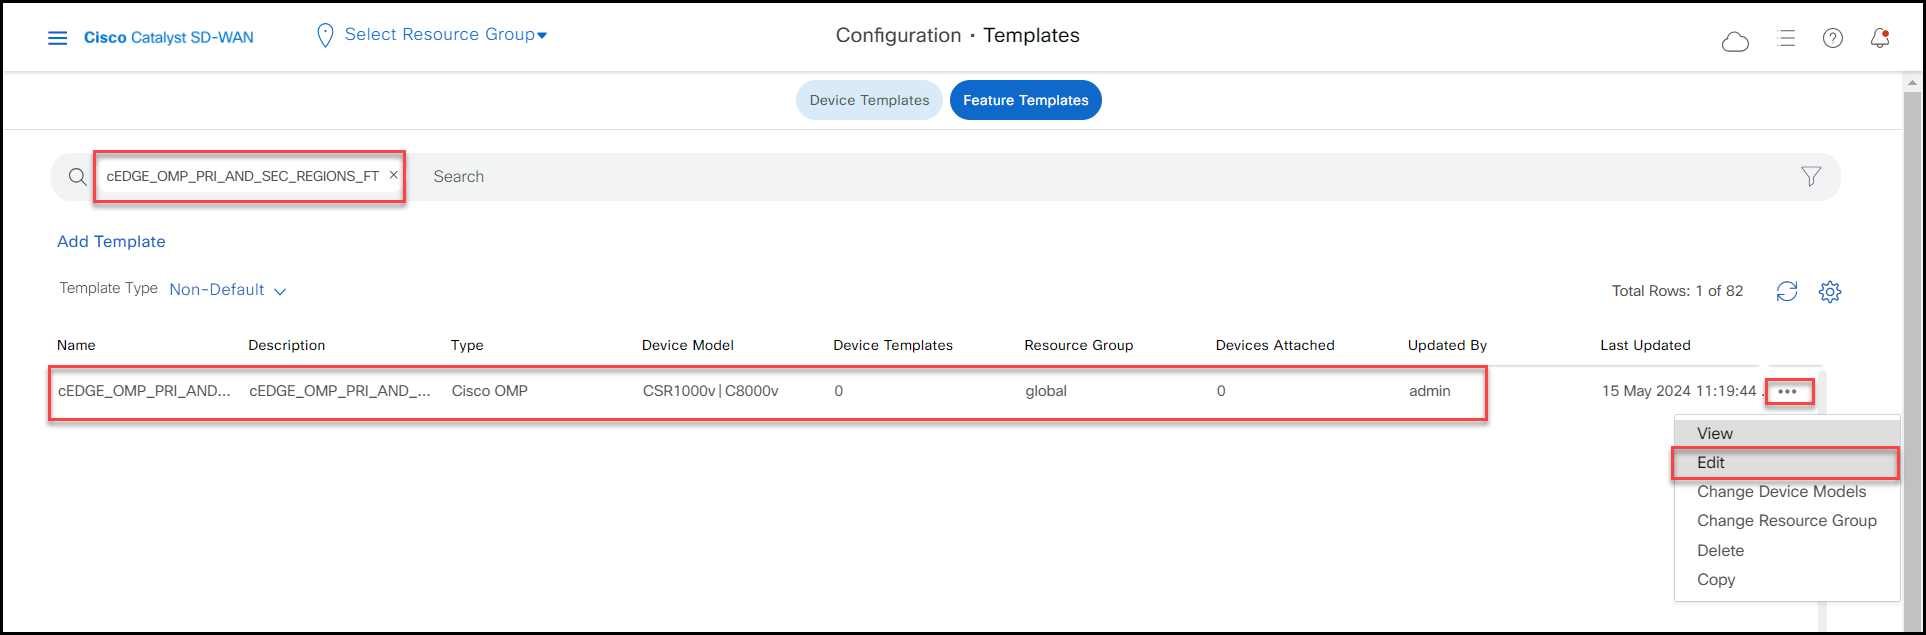 Cisco Catalyst SD-WAN
Select Resource Group
Configuration · Templates
Device Templates
Feature Templates
cEDGE_OMP_PRI_AND_SEC_REGIONS_FT ×
Search
Add Template
Template Type Non-Default
Total Rows: 1 of 82
Name Description Type Device Model Device Templates Resource Group Devices Attached Updated By Last Updated
cEDGE_OMP_PRI_AND... cEDGE_OMP_PRI_AND_... Cisco OMP CSR1000v|C8000v 0 global 0 admin 15 May 2024 11:19:44 . •••
View
Edit
Change Device Models
Change Resource Group
Delete
Copy